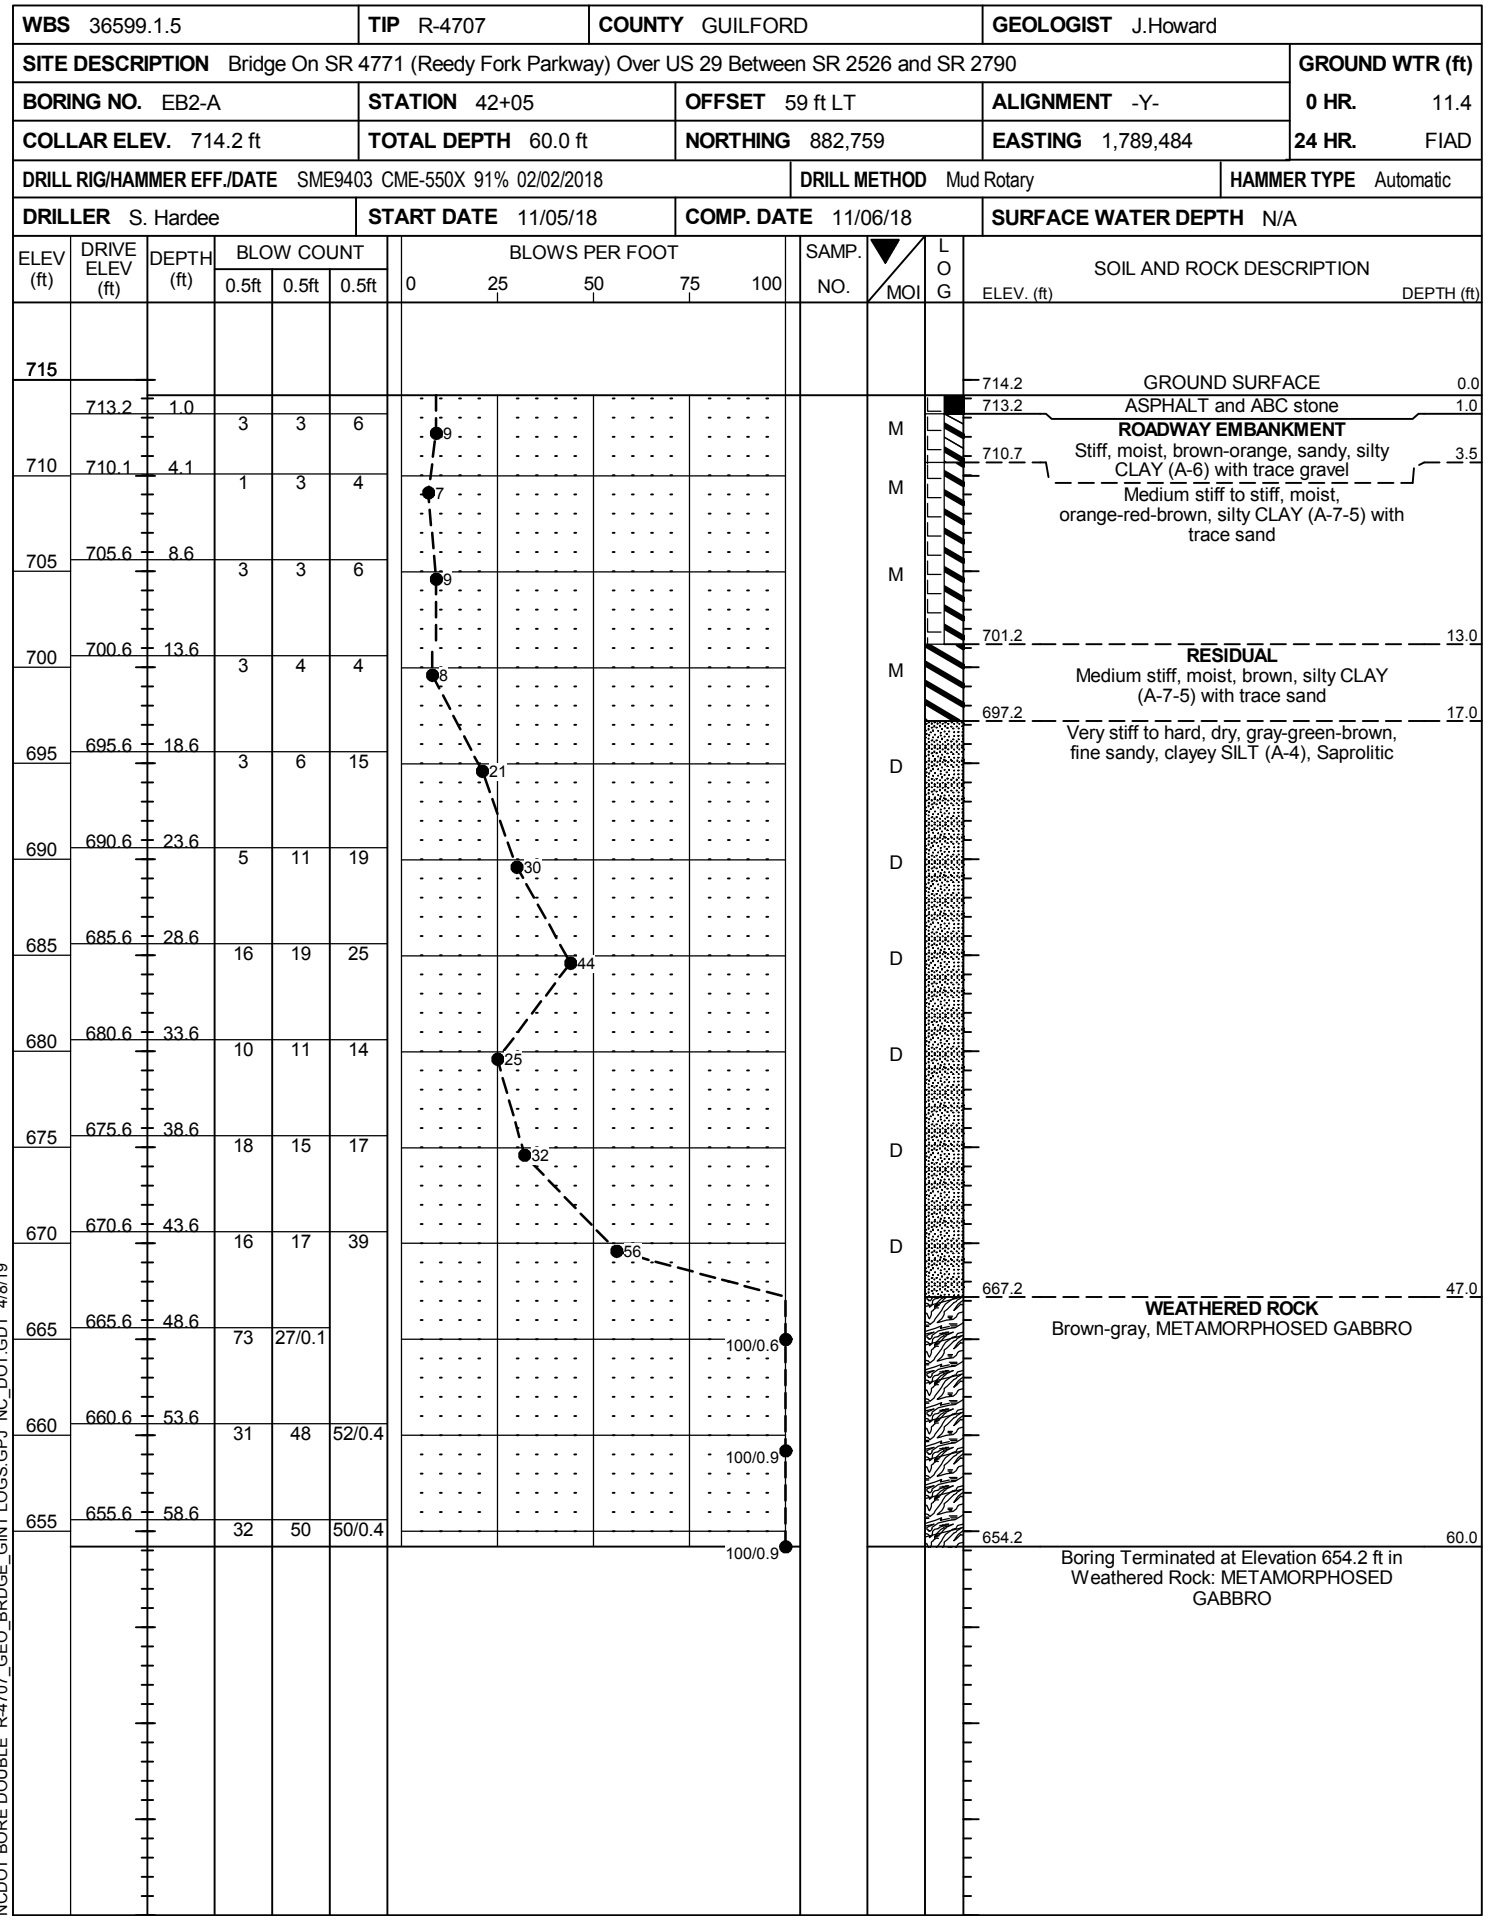 WBS 36599.1.5 TIP R-4707 COUNTY GUILFORD GEOLOGIST J.Howard
SITE DESCRIPTION Bridge On SR 4771 (Reedy Fork Parkway) Over US 29 Between SR 2526 and SR 2790 GROUND WTR (ft)
BORING NO. EB2-A STATION 42+05 OFFSET 59 ft LT ALIGNMENT -Y- 0 HR. 11.4
COLLAR ELEV. 714.2 ft TOTAL DEPTH 60.0 ft NORTHING 882,759 EASTING 1,789,484 24 HR. FIAD
DRILL RIG/HAMMER EFF./DATE SME9403 CME-550X 91% 02/02/2018 DRILL METHOD Mud Rotary HAMMER TYPE Automatic
DRILLER S. Hardee START DATE 11/05/18 COMP. DATE 11/06/18 SURFACE WATER DEPTH N/A
ELEV (ft) DRIVE ELEV (ft) DEPTH (ft) BLOW COUNT BLOWS PER FOOT SAMP. NO. MOI LOG SOIL AND ROCK DESCRIPTION
0.5ft 0.5ft 0.5ft 0 25 50 75 100 ELEV. (ft) DEPTH (ft)
715
714.2 GROUND SURFACE 0.0
713.2 1.0 713.2 ASPHALT and ABC stone 1.0
3 3 6 9 M ROADWAY EMBANKMENT
Stiff, moist, brown-orange, sandy, silty
710 710.1 4.1 710.7 CLAY (A-6) with trace gravel 3.5
1 3 4 7 M Medium stiff to stiff, moist,
orange-red-brown, silty CLAY (A-7-5) with
trace sand
705 705.6 8.6
3 3 6 9 M
701.2 13.0
700 700.6 13.6 RESIDUAL
3 4 4 8 M Medium stiff, moist, brown, silty CLAY
(A-7-5) with trace sand
697.2 17.0
Very stiff to hard, dry, gray-green-brown,
695 695.6 18.6 fine sandy, clayey SILT (A-4), Saprolitic
3 6 15 21 D
690 690.6 23.6
5 11 19 30 D
685 685.6 28.6
16 19 25 44 D
680 680.6 33.6
10 11 14 25 D
675 675.6 38.6
18 15 17 32 D
670 670.6 43.6
16 17 39 56 D
667.2 47.0
WEATHERED ROCK
665 665.6 48.6 Brown-gray, METAMORPHOSED GABBRO
73 27/0.1 100/0.6
660 660.6 53.6
31 48 52/0.4 100/0.9
655 655.6 58.6
32 50 50/0.4 100/0.9 654.2 60.0
Boring Terminated at Elevation 654.2 ft in
Weathered Rock: METAMORPHOSED
GABBRO
NCDOT BORE DOUBLE R-4707_GEO_BRDGE_GINT LOGS.GPJ NC_DOT.GDT 4/8/19